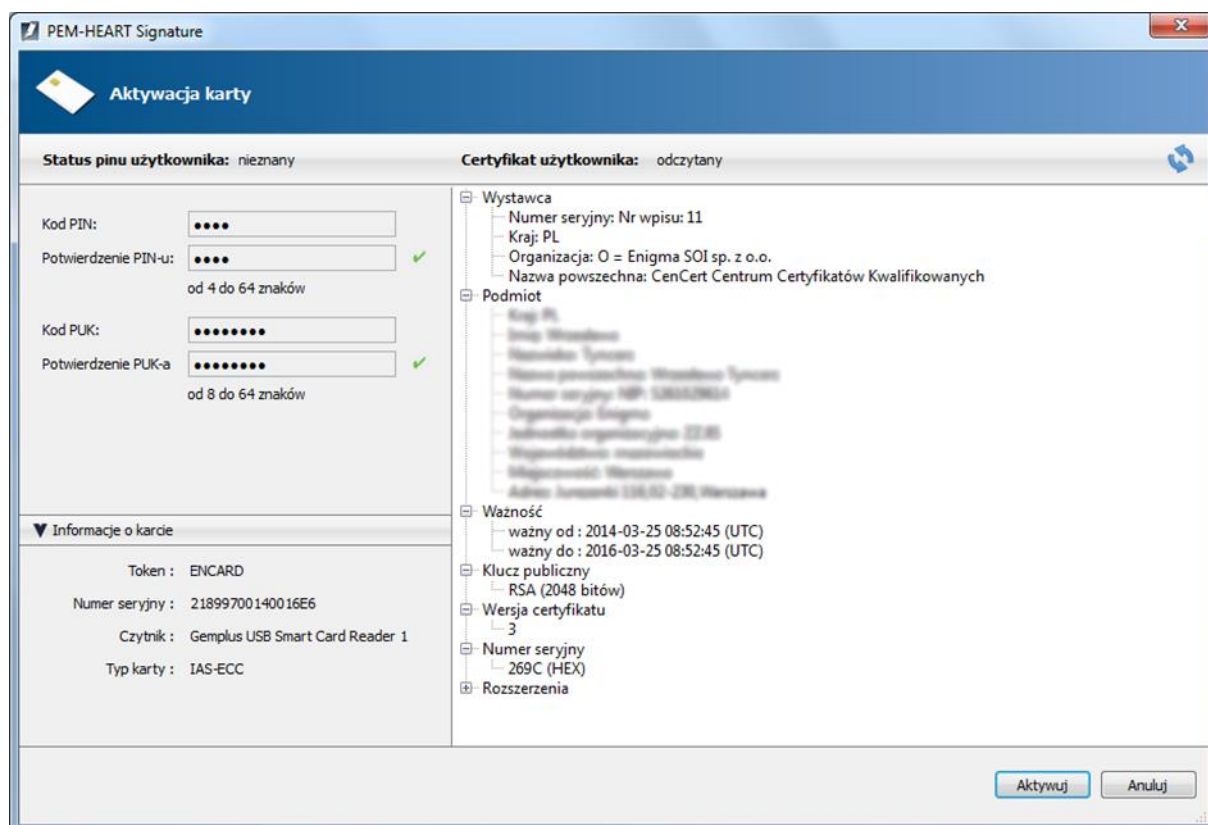 PEM-HEART Signature
Aktywacja karty
Status pinu użytkownika: nieznany
Certyfikat użytkownika: odczytany
Kod PIN:
Potwierdzenie PIN-u:
od 4 do 64 znaków
Kod PUK:
Potwierdzenie PUK-a
od 8 do 64 znaków
Informacje o karcie
Token : ENCARD
Numer seryjny : 21899700140016E6
Czytnik : Gemplus USB Smart Card Reader 1
Typ karty : IAS-ECC
Wystawca
Numer seryjny: Nr wpisu: 11
Kraj: PL
Organizacja: O = Enigma SOI sp. z o.o.
Nazwa powszechna: CenCert Centrum Certyfikatów Kwalifikowanych
Podmiot
Ważność
ważny od : 2014-03-25 08:52:45 (UTC)
ważny do : 2016-03-25 08:52:45 (UTC)
Klucz publiczny
RSA (2048 bitów)
Wersja certyfikatu
3
Numer seryjny
269C (HEX)
Rozszerzenia
Aktywuj
Anuluj